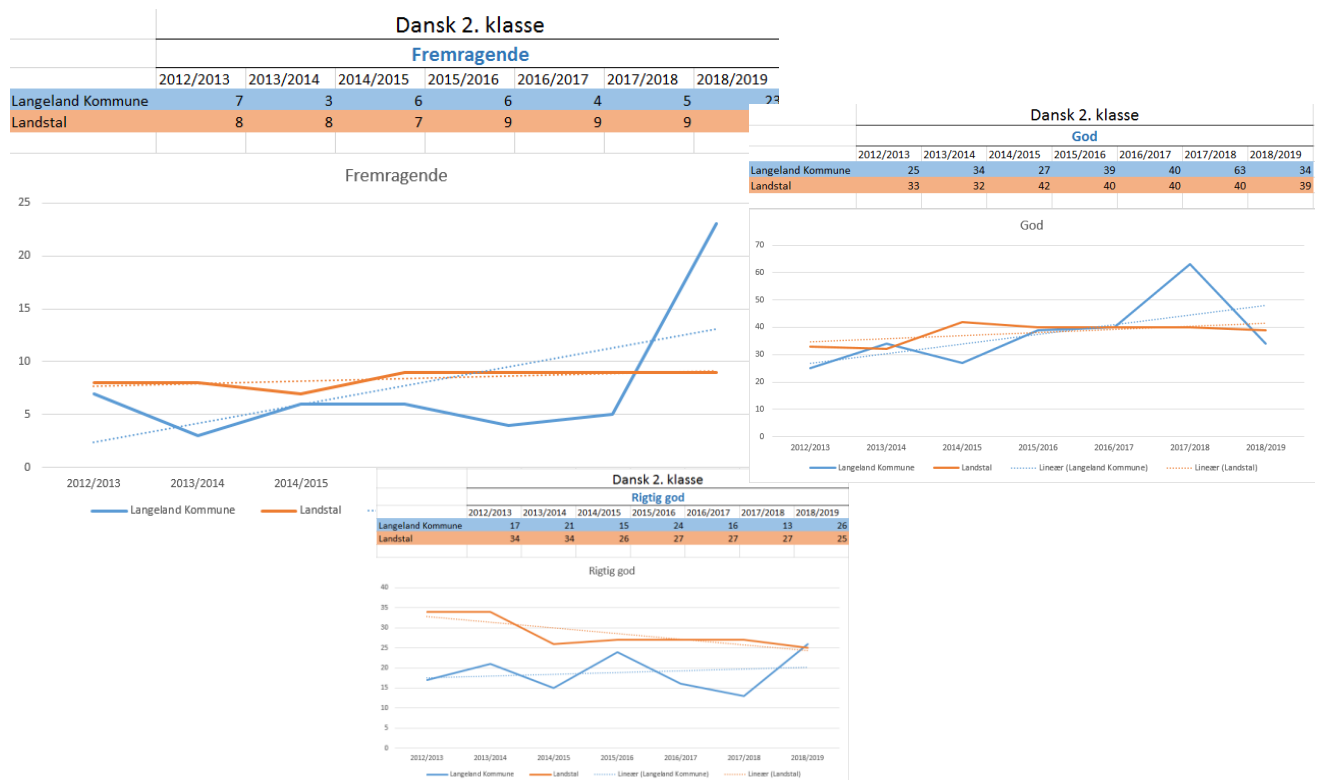 Dansk 2. klasse
Fremragende
2012/2013 2013/2014 2014/2015 2015/2016 2016/2017 2017/2018 2018/2019
Langeland Kommune 7 3 6 6 4 5 23
Landstal 8 8 7 9 9 9
Fremragende
25
20
15
10
5
0
2012/2013 2013/2014 2014/2015
Langeland Kommune Landstal
Dansk 2. klasse
God
2012/2013 2013/2014 2014/2015 2015/2016 2016/2017 2017/2018 2018/2019
Langeland Kommune 25 34 27 39 40 63 34
Landstal 33 32 42 40 40 40 39
God
70
60
50
40
30
20
10
0
2012/2013 2013/2014 2014/2015 2015/2016 2016/2017 2017/2018 2018/2019
Langeland Kommune Landstal Lineær (Langeland Kommune) Lineær (Landstal)
Dansk 2. klasse
Rigtig god
2012/2013 2013/2014 2014/2015 2015/2016 2016/2017 2017/2018 2018/2019
Langeland Kommune 17 21 15 24 16 13 26
Landstal 34 34 26 27 27 27 25
Rigtig god
40
35
30
25
20
15
10
5
0
2012/2013 2013/2014 2014/2015 2015/2016 2016/2017 2017/2018 2018/2019
Langeland Kommune Landstal Lineær (Langeland Kommune) Lineær (Landstal)